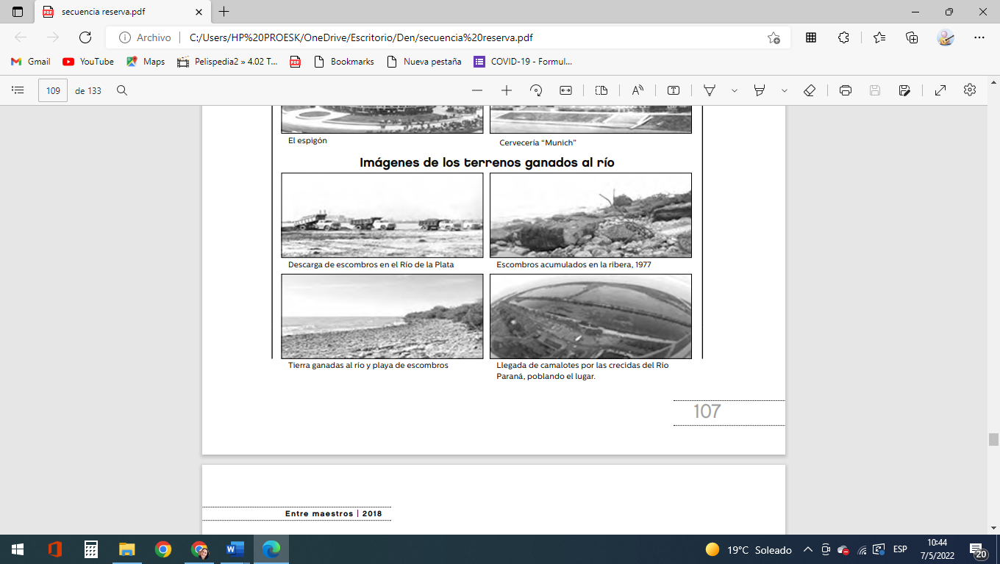 secuencia reserva.pdf
Archivo
C:/Users/HP%20PROESK/OneDrive/Escritorio/Den/secuencia%20reserva.pdf
Gmail
YouTube
Maps
Pelispedia2 » 4.02 T...
Bookmarks
Nueva pestaña
COVID-19 - Formul...
109 de 133
El espigón
Cervecería “Munich”
Imágenes de los terrenos ganados al río
Descarga de escombros en el Río de la Plata
Escombros acumulados en la ribera, 1977
Tierra ganadas al río y playa de escombros
Llegada de camalotes por las crecidas del Río
Paraná, poblando el lugar.
107
Entre maestros | 2018
19°C Soleado
ESP
10:44
7/5/2022
20